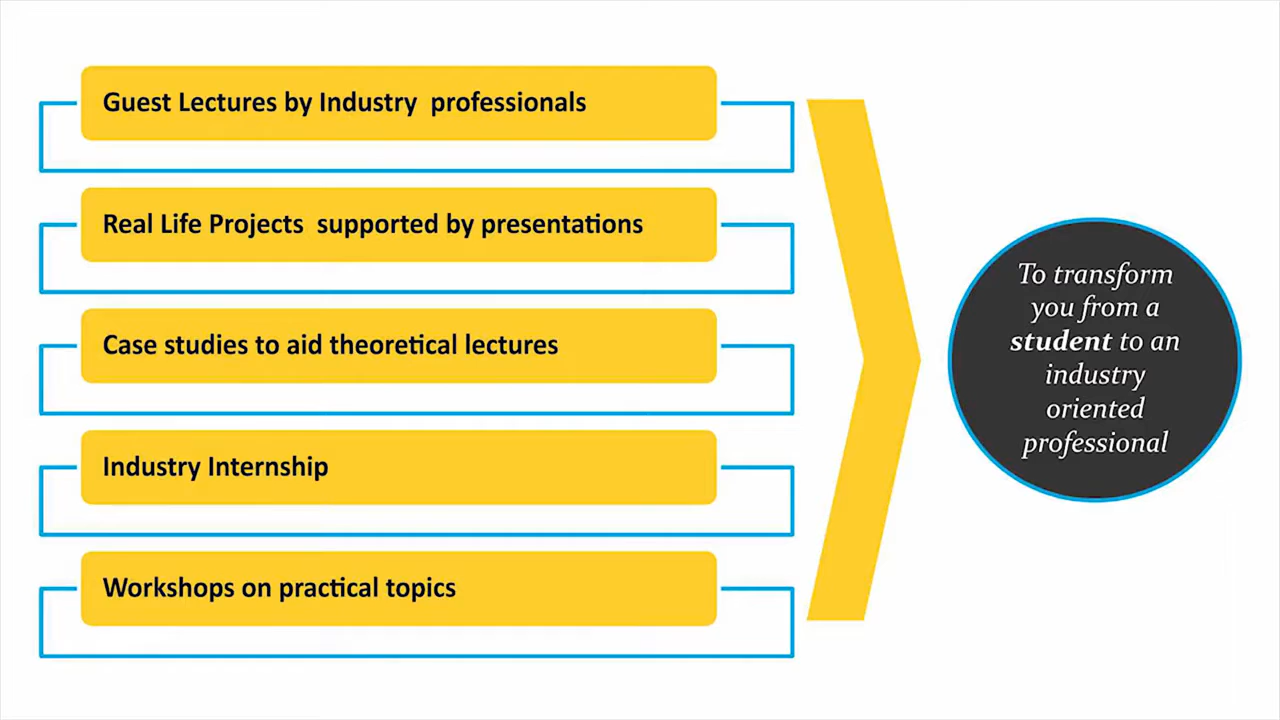 Guest Lectures by Industry professionals
Real Life Projects supported by presentations
Case studies to aid theoretical lectures
Industry Internship
Workshops on practical topics
To transform
you from a
student to an
industry
oriented
professional